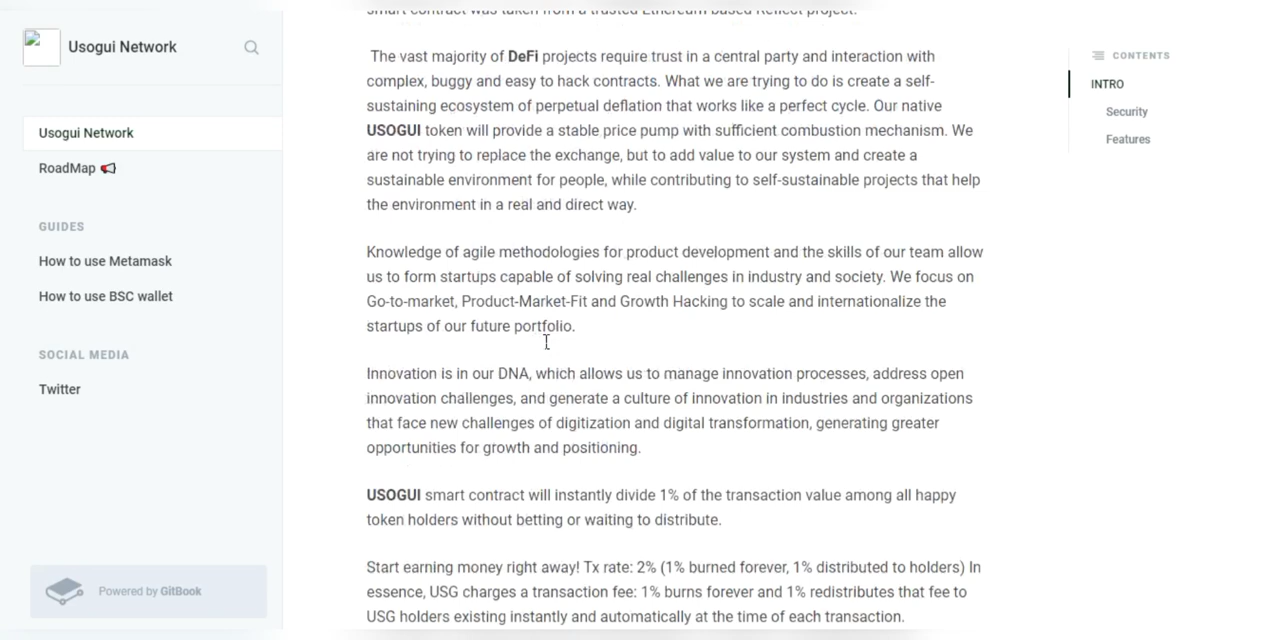 Usogui Network
Usogui Network
RoadMap
GUIDES
How to use Metamask
How to use BSC wallet
SOCIAL MEDIA
Twitter
Powered by GitBook
smart contract was taken from a trusted Ethereum-based Reflect project.
The vast majority of DeFi projects require trust in a central party and interaction with
complex, buggy and easy to hack contracts. What we are trying to do is create a self-
sustaining ecosystem of perpetual deflation that works like a perfect cycle. Our native
USOGUI token will provide a stable price pump with sufficient combustion mechanism. We
are not trying to replace the exchange, but to add value to our system and create a
sustainable environment for people, while contributing to self-sustainable projects that help
the environment in a real and direct way.
Knowledge of agile methodologies for product development and the skills of our team allow
us to form startups capable of solving real challenges in industry and society. We focus on
Go-to-market, Product-Market-Fit and Growth Hacking to scale and internationalize the
startups of our future portfolio.
Innovation is in our DNA, which allows us to manage innovation processes, address open
innovation challenges, and generate a culture of innovation in industries and organizations
that face new challenges of digitization and digital transformation, generating greater
opportunities for growth and positioning.
USOGUI smart contract will instantly divide 1% of the transaction value among all happy
token holders without betting or waiting to distribute.
Start earning money right away! Tx rate: 2% (1% burned forever, 1% distributed to holders) In
essence, USG charges a transaction fee: 1% burns forever and 1% redistributes that fee to
USG holders existing instantly and automatically at the time of each transaction.
CONTENTS
INTRO
Security
Features